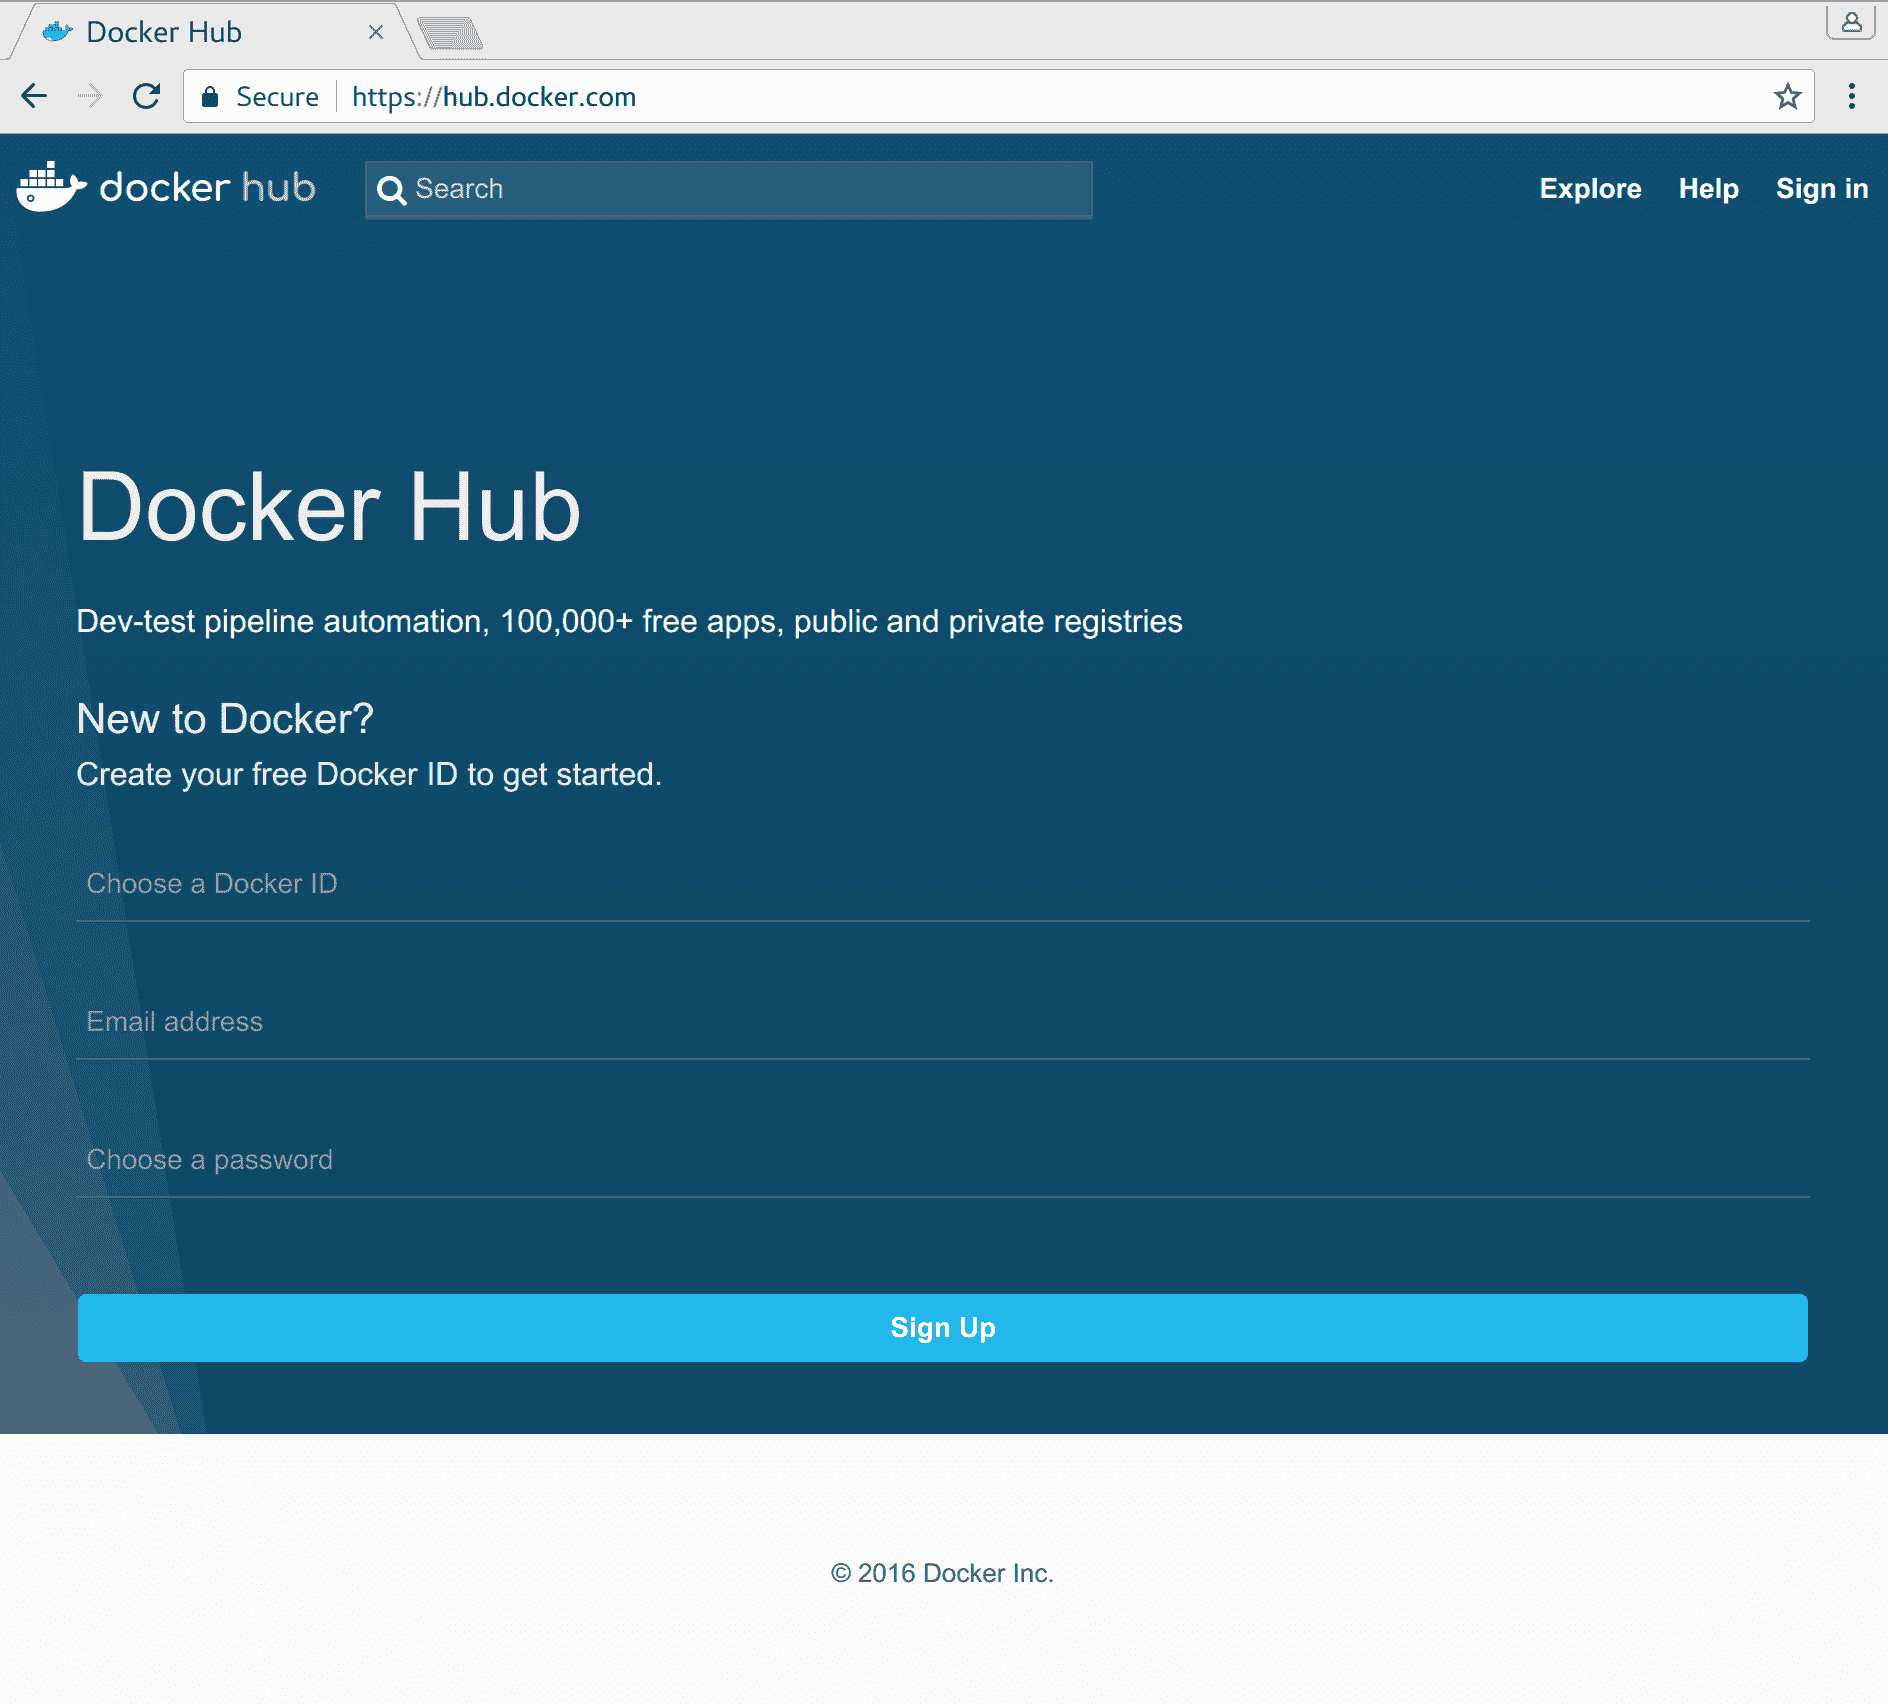 Docker Hub
Secure https://hub.docker.com
docker hub Search Explore Help Sign in
Docker Hub
Dev-test pipeline automation, 100,000+ free apps, public and private registries
New to Docker?
Create your free Docker ID to get started.
Choose a Docker ID
Email address
Choose a password
Sign Up
© 2016 Docker Inc.